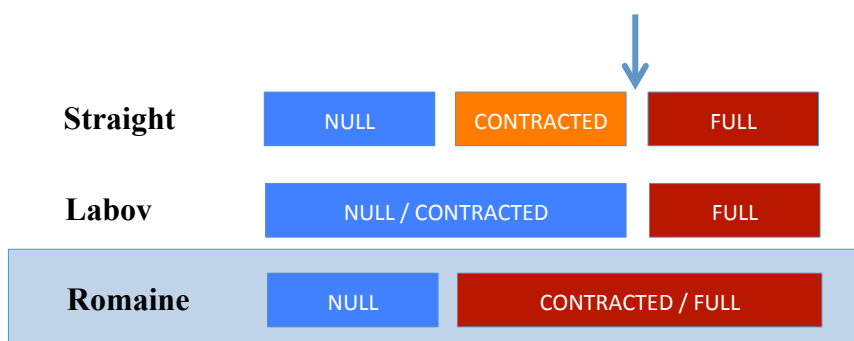 Straight NULL CONTRACTED FULL
Labov NULL / CONTRACTED FULL
Romaine NULL CONTRACTED / FULL